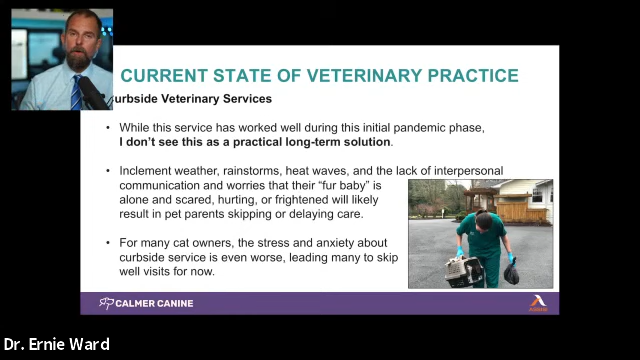 CURRENT STATE OF VETERINARY PRACTICE
urbside Veterinary Services
• While this service has worked well during this initial pandemic phase,
I don't see this as a practical long-term solution.
• Inclement weather, rainstorms, heat waves, and the lack of interpersonal
communication and worries that their "fur baby" is
alone and scared, hurting, or frightened will likely
result in pet parents skipping or delaying care.
• For many cat owners, the stress and anxiety about
curbside service is even worse, leading many to skip
well visits for now.
CALMER CANINE
Dr. Ernie Ward